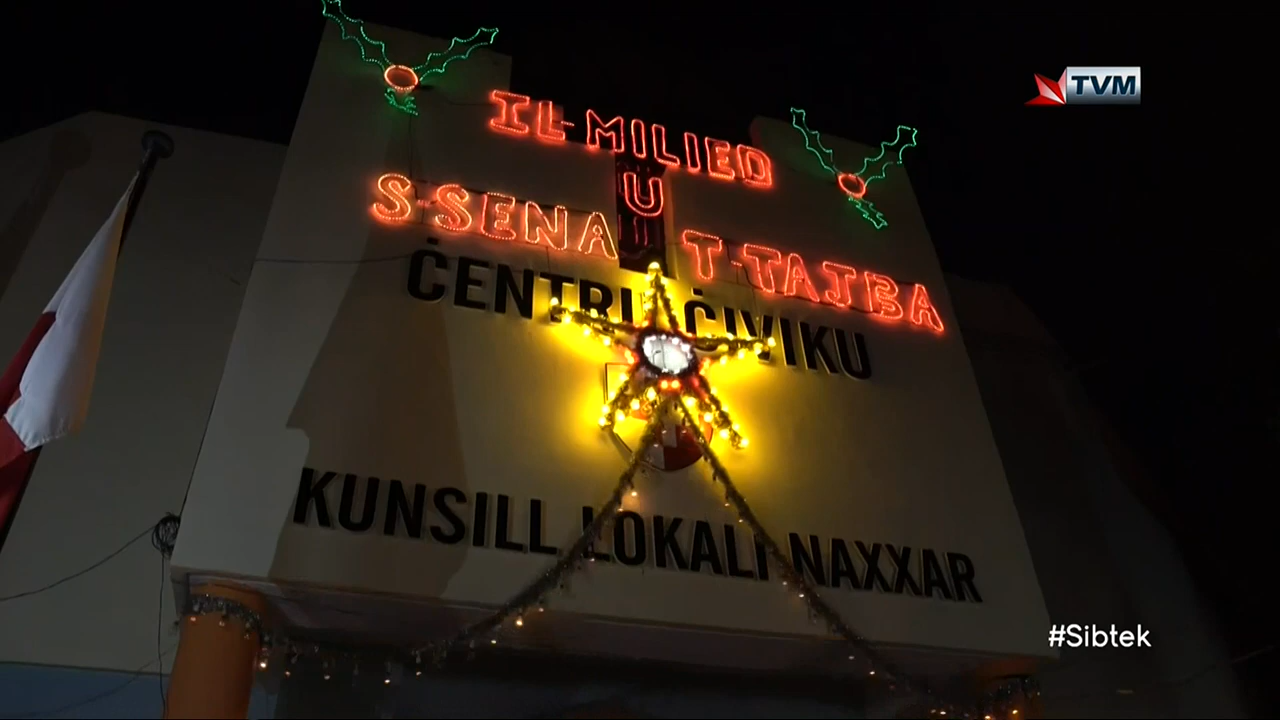 TVM
IL-MILIED
U
S-SENA T-TAJBA
ĊENTRU ĊIVIKU
KUNSILL LOKALI NAXXAR
#Sibtek